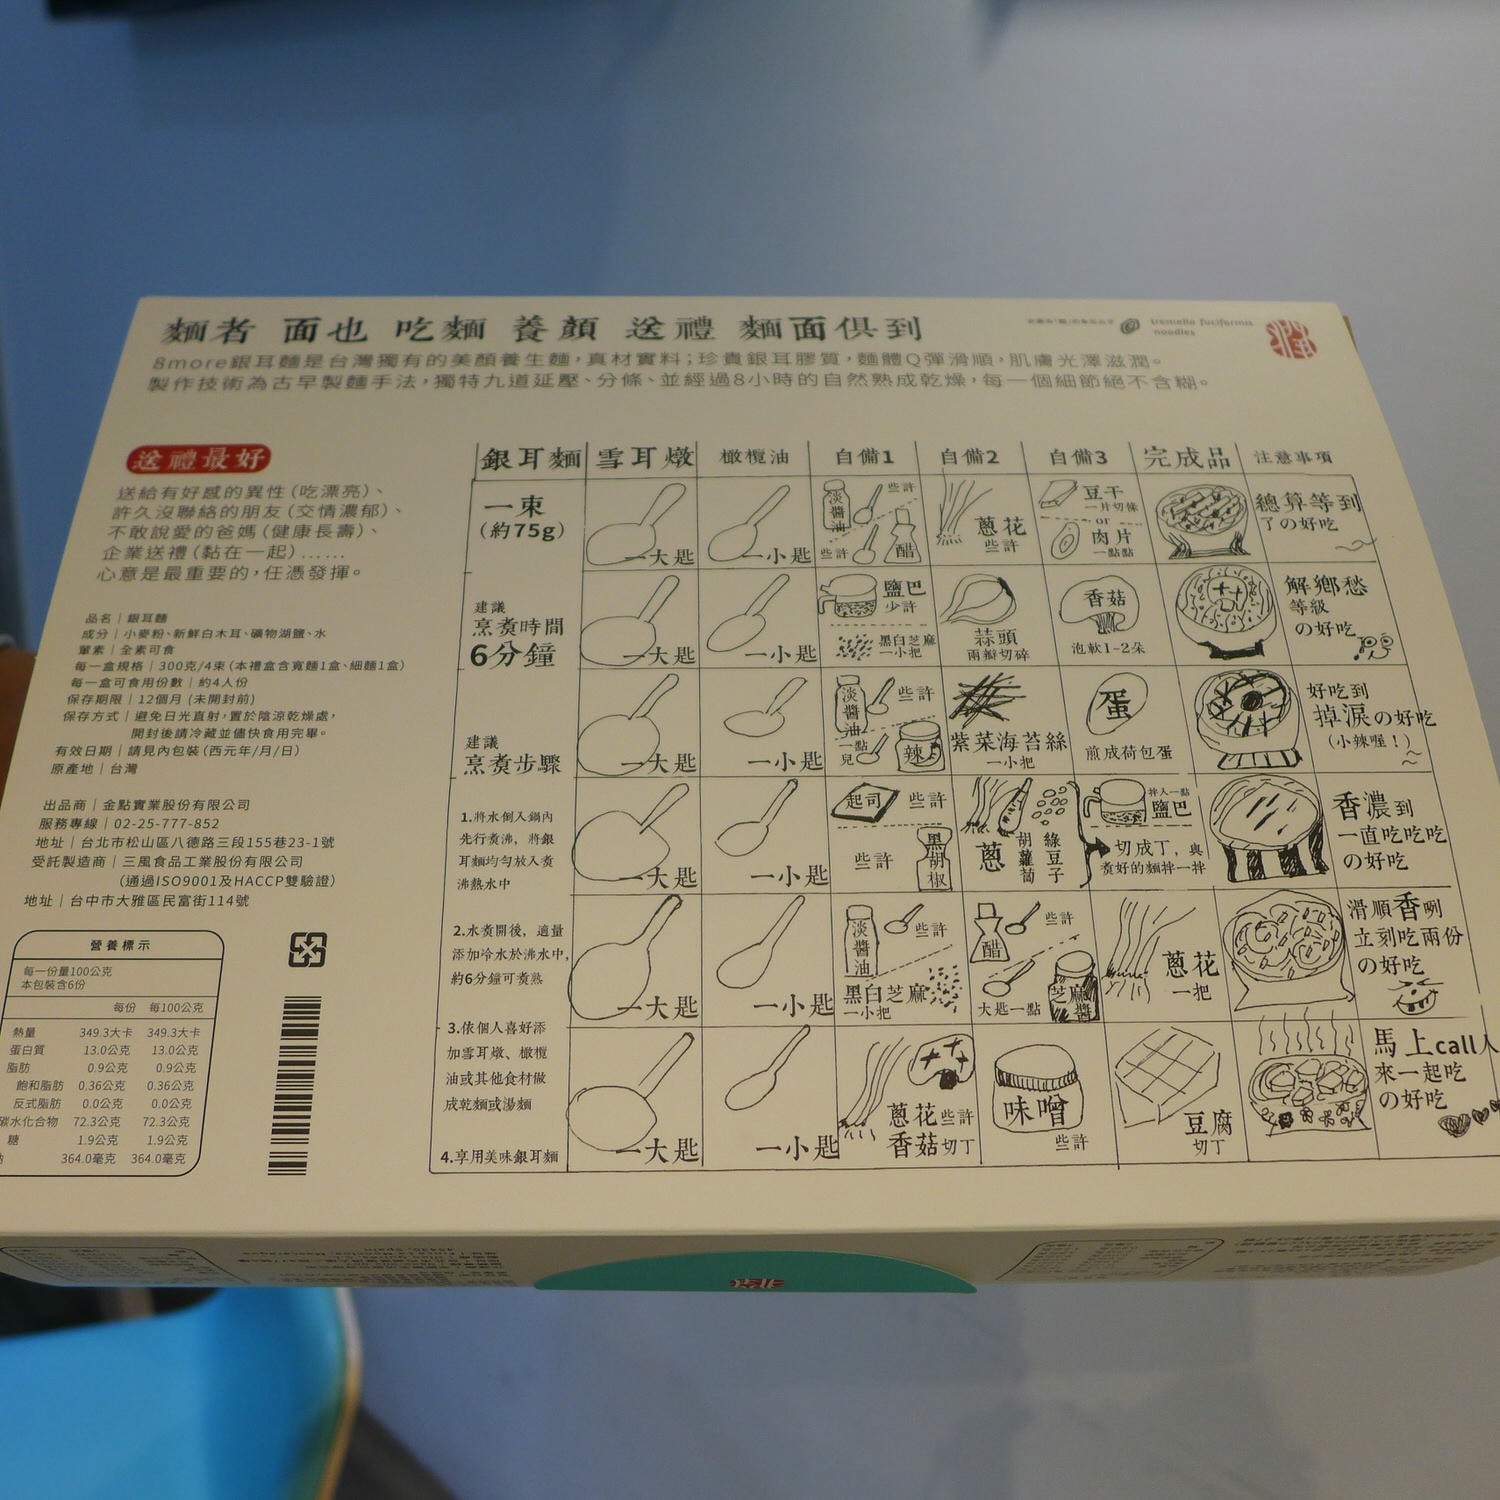 麵者 面也 吃麵 養顏 送禮 麵面俱到
tremella fuciformis
noodles
8more銀耳麵是台灣獨有的美顏養生麵，真材實料；珍貴銀耳膠質，麵體Q彈滑順，肌膚光澤滋潤。
製作技術為古早製麵手法，獨特九道延壓、分條、並經過8小時的自然熟成乾燥，每一個細節絕不含糊。
送禮最好
送給有好感的異性（吃漂亮）、
許久沒聯絡的朋友（交情濃郁）、
不敢說愛的爸媽（健康長壽）、
企業送禮（黏在一起）……
心意是最重要的，任憑發揮。
品名｜銀耳麵
成分｜小麥粉、新鮮白木耳、礦物湖鹽、水
葷素｜全素可食
每一盒規格｜300克/4束（本禮盒含寬麵1盒、細麵1盒）
每一盒可食用份數｜約4人份
保存期限｜12個月 (未開封前)
保存方式｜避免日光直射，置於陰涼乾燥處，
開封後請冷藏並儘快食用完畢。
有效日期｜請見內包裝（西元年/月/日）
原產地｜台灣
出品商｜金點實業股份有限公司
服務專線｜02-25-777-852
地址｜台北市松山區八德路三段155巷23-1號
受託製造商｜三風食品工業股份有限公司
（通過ISO9001及HACCP雙驗證）
地址｜台中市大雅區民富街114號
營養標示
每一份量100公克
本包裝含6份
每份 每100公克
熱量 349.3大卡 349.3大卡
蛋白質 13.0公克 13.0公克
脂肪 0.9公克 0.9公克
飽和脂肪 0.36公克 0.36公克
反式脂肪 0.0公克 0.0公克
碳水化合物 72.3公克 72.3公克
糖 1.9公克 1.9公克
鈉 364.0毫克 364.0毫克
銀耳麵 雪耳燉 橄欖油 自備1 自備2 自備3 完成品 注意事項
一束
(約75g)
一大匙
一小匙
淡醬油 些許
些許 醋
蔥花
些許
豆干
一片切條
or
肉片
一點點
總算等到
了の好吃
建議
烹煮時間
6分鐘
一大匙
一小匙
鹽巴
少許
黑白芝麻
一小把
蒜頭
兩瓣切碎
香菇
泡軟1~2朵
解鄉愁
等級
の好吃
建議
烹煮步驟
一大匙
一小匙
淡醬油 些許
一點兒 辣
紫菜海苔絲
一小把
蛋
煎成荷包蛋
好吃到
掉淚の好吃
（小辣喔！）
1.將水倒入鍋內
先行煮沸，將銀
耳麵均勻放入煮
沸熱水中
一大匙
一小匙
起司 些許
些許 黑胡椒
蔥 胡蘿蔔 綠豆子
拌入一點
鹽巴
切成丁，與
煮好的麵拌一拌
香濃到
一直吃吃吃
の好吃
2.水煮開後，適量
添加冷水於沸水中，
約6分鐘可煮熟
一大匙
一小匙
淡醬油 些許
黑白芝麻
一小把
醋 些許
大匙一點 芝麻醬
蔥花
一把
滑順香咧
立刻吃兩份
の好吃
3.依個人喜好添
加雪耳燉、橄欖
油或其他食材做
成乾麵或湯麵
4.享用美味銀耳麵
一大匙
一小匙
蔥花些許
香菇切丁
味噌
些許
豆腐
切丁
馬上call人
來一起吃
の好吃